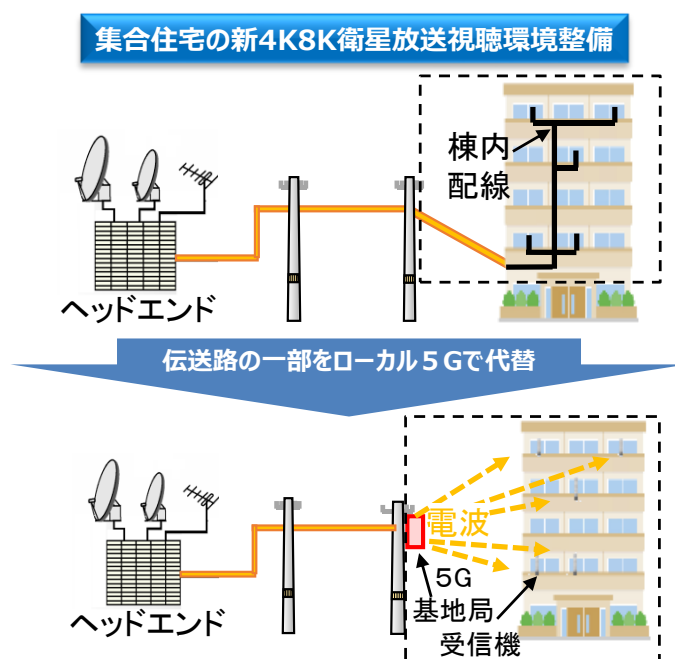 集合住宅の新4K8K衛星放送視聴環境整備
棟内
配線
ヘッドエンド
伝送路の一部をローカル５Gで代替
電波
５G
基地局
受信機
ヘッドエンド